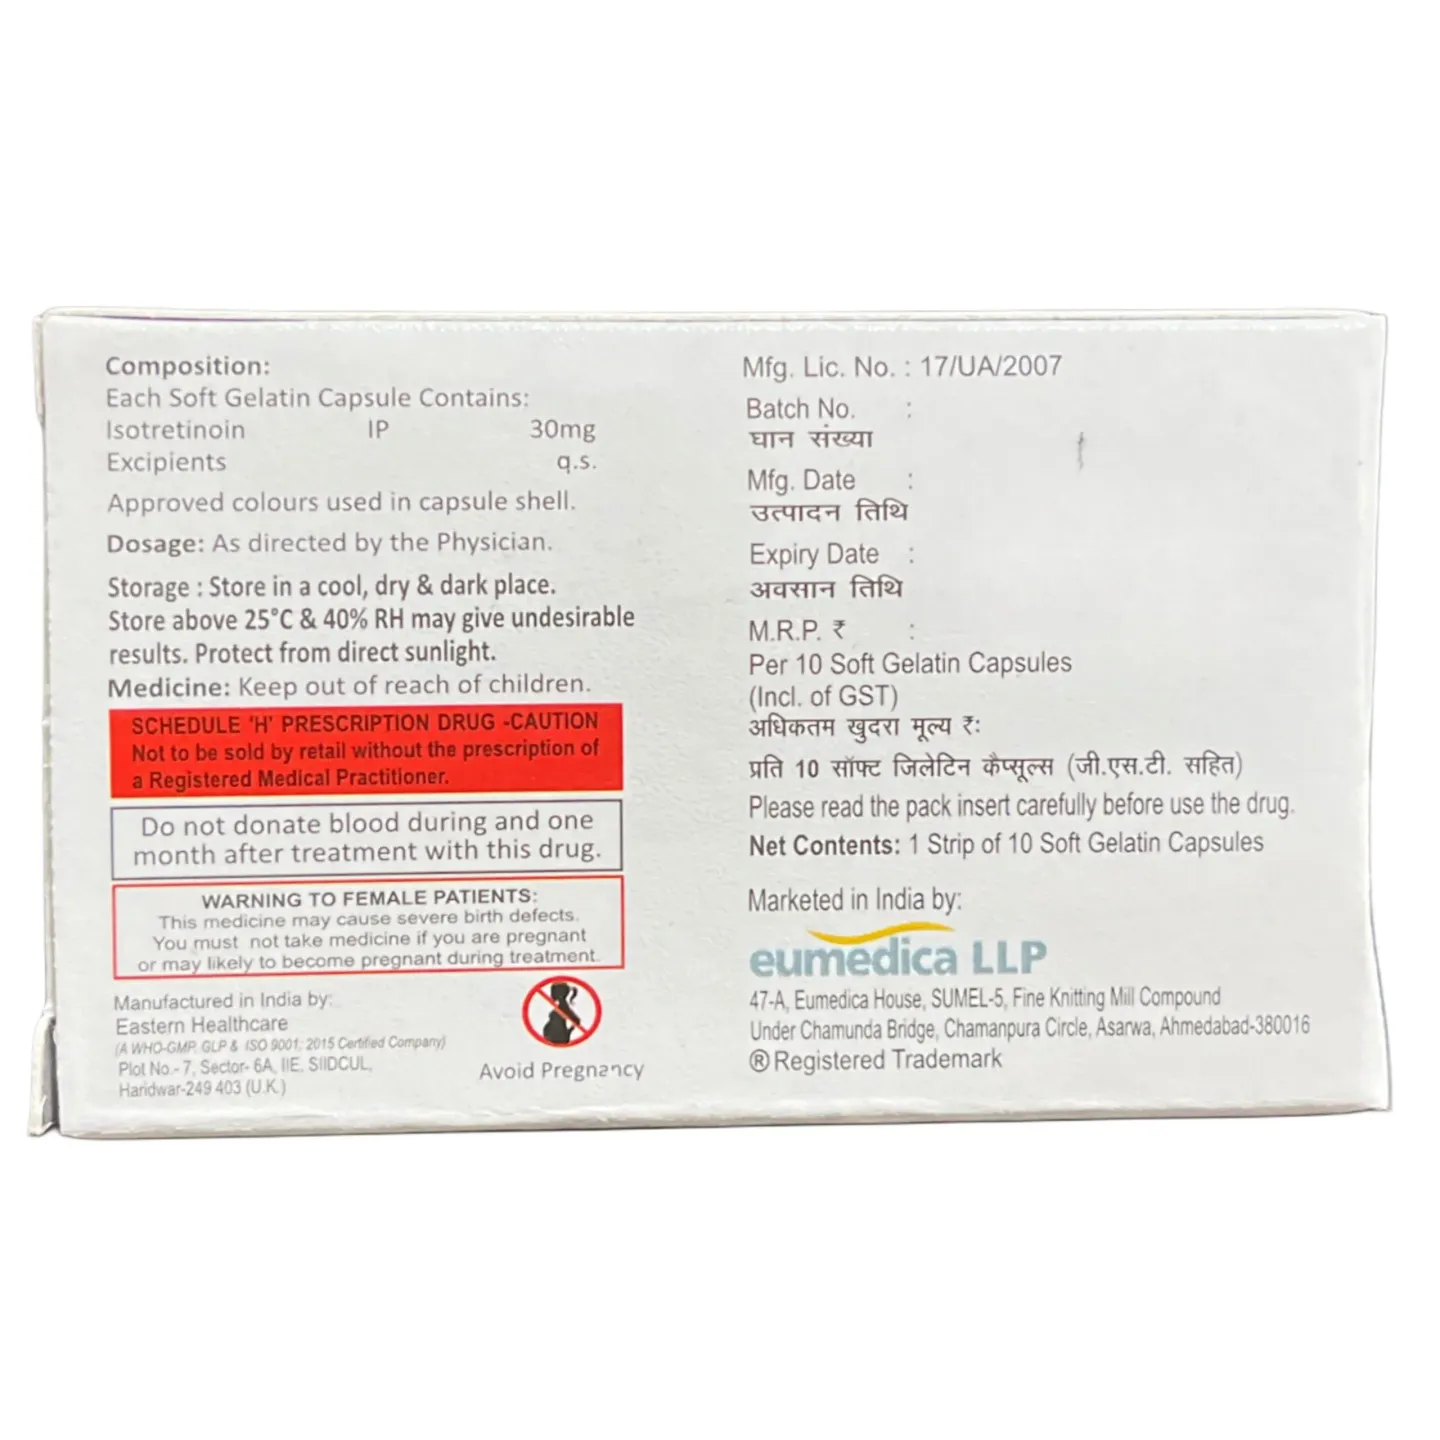 Composition:
Each Soft Gelatin Capsule Contains:
Isotretinoin IP 30mg
Excipients q.s.
Approved colours used in capsule shell.
Dosage: As directed by the Physician.
Storage : Store in a cool, dry & dark place.
Store above 25°C & 40% RH may give undesirable
results. Protect from direct sunlight.
Medicine: Keep out of reach of children.
SCHEDULE 'H' PRESCRIPTION DRUG -CAUTION
Not to be sold by retail without the prescription of
a Registered Medical Practitioner.
Do not donate blood during and one
month after treatment with this drug.
WARNING TO FEMALE PATIENTS:
This medicine may cause severe birth defects.
You must not take medicine if you are pregnant
or may likely to become pregnant during treatment.
Manufactured in India by:
Eastern Healthcare
(A WHO-GMP, GLP & ISO 9001: 2015 Certified Company)
Plot No.- 7, Sector- 6A, IIE, SIIDCUL,
Haridwar-249 403 (U.K.)
Avoid Pregnancy
Mfg. Lic. No. : 17/UA/2007
Batch No. :
घान संख्या
Mfg. Date :
उत्पादन तिथि
Expiry Date :
अवसान तिथि
M.R.P. ₹ :
Per 10 Soft Gelatin Capsules
(Incl. of GST)
अधिकतम खुदरा मूल्य ₹:
प्रति 10 सॉफ्ट जिलेटिन कैप्सूल्स (जी.एस.टी. सहित)
Please read the pack insert carefully before use the drug.
Net Contents: 1 Strip of 10 Soft Gelatin Capsules
Marketed in India by:
eumedica LLP
47-A, Eumedica House, SUMEL-5, Fine Knitting Mill Compound
Under Chamunda Bridge, Chamanpura Circle, Asarwa, Ahmedabad-380016
® Registered Trademark